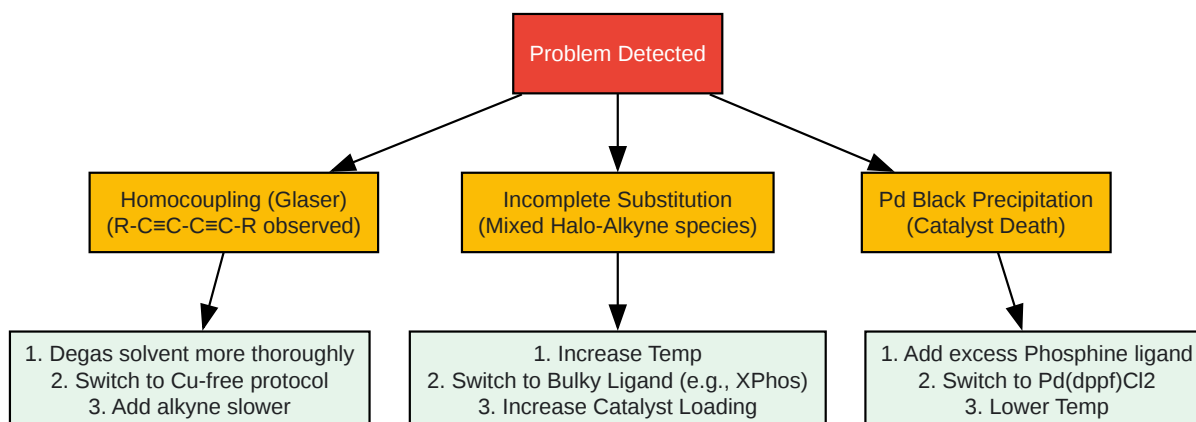 Problem Detected
Homocoupling (Glaser)
(R-C≡C-C≡C-R observed)
Incomplete Substitution
(Mixed Halo-Alkyne species)
Pd Black Precipitation
(Catalyst Death)
1. Degas solvent more thoroughly
2. Switch to Cu-free protocol
3. Add alkyne slower
1. Increase Temp
2. Switch to Bulky Ligand (e.g., XPhos)
3. Increase Catalyst Loading
1. Add excess Phosphine ligand
2. Switch to Pd(dppf)Cl2
3. Lower Temp